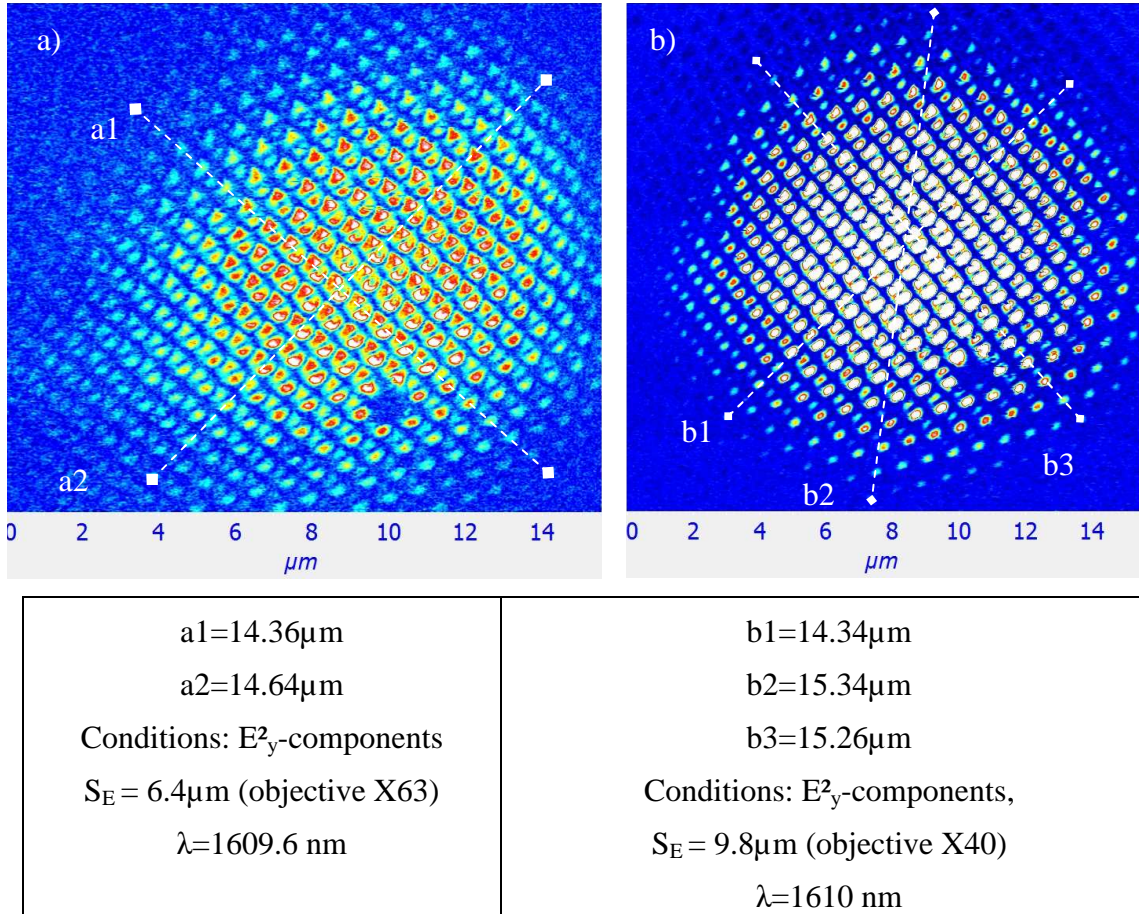 a)
a1
a2
0 2 4 6 8 10 12 14
µm
b)
b1
b2
b3
0 2 4 6 8 10 12 14
µm
a1=14.36µm
a2=14.64µm
Conditions: E²y-components
SE = 6.4µm (objective X63)
λ=1609.6 nm
b1=14.34µm
b2=15.34µm
b3=15.26µm
Conditions: E²y-components,
SE = 9.8µm (objective X40)
λ=1610 nm